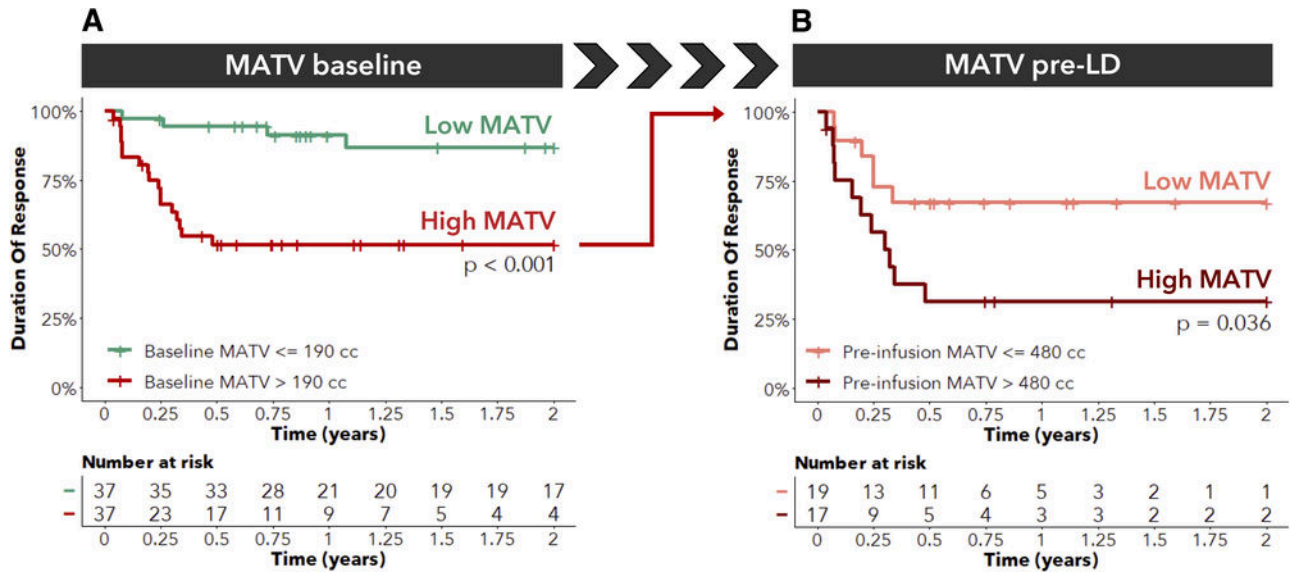 A
MATV baseline
100%
75%
50%
25%
0%
Duration Of Response
Low MATV
High MATV
p < 0.001
Baseline MATV <= 190 cc
Baseline MATV > 190 cc
0 0.25 0.5 0.75 1 1.25 1.5 1.75 2
Time (years)
Number at risk
37 35 33 28 21 20 19 19 17
37 23 17 11 9 7 5 4 4
0 0.25 0.5 0.75 1 1.25 1.5 1.75 2
Time (years)
B
MATV pre-LD
100%
75%
50%
25%
0%
Duration Of Response
Low MATV
High MATV
p = 0.036
Pre-infusion MATV <= 480 cc
Pre-infusion MATV > 480 cc
0 0.25 0.5 0.75 1 1.25 1.5 1.75 2
Time (years)
Number at risk
19 13 11 6 5 3 2 1 1
17 9 5 4 3 3 2 2 2
0 0.25 0.5 0.75 1 1.25 1.5 1.75 2
Time (years)